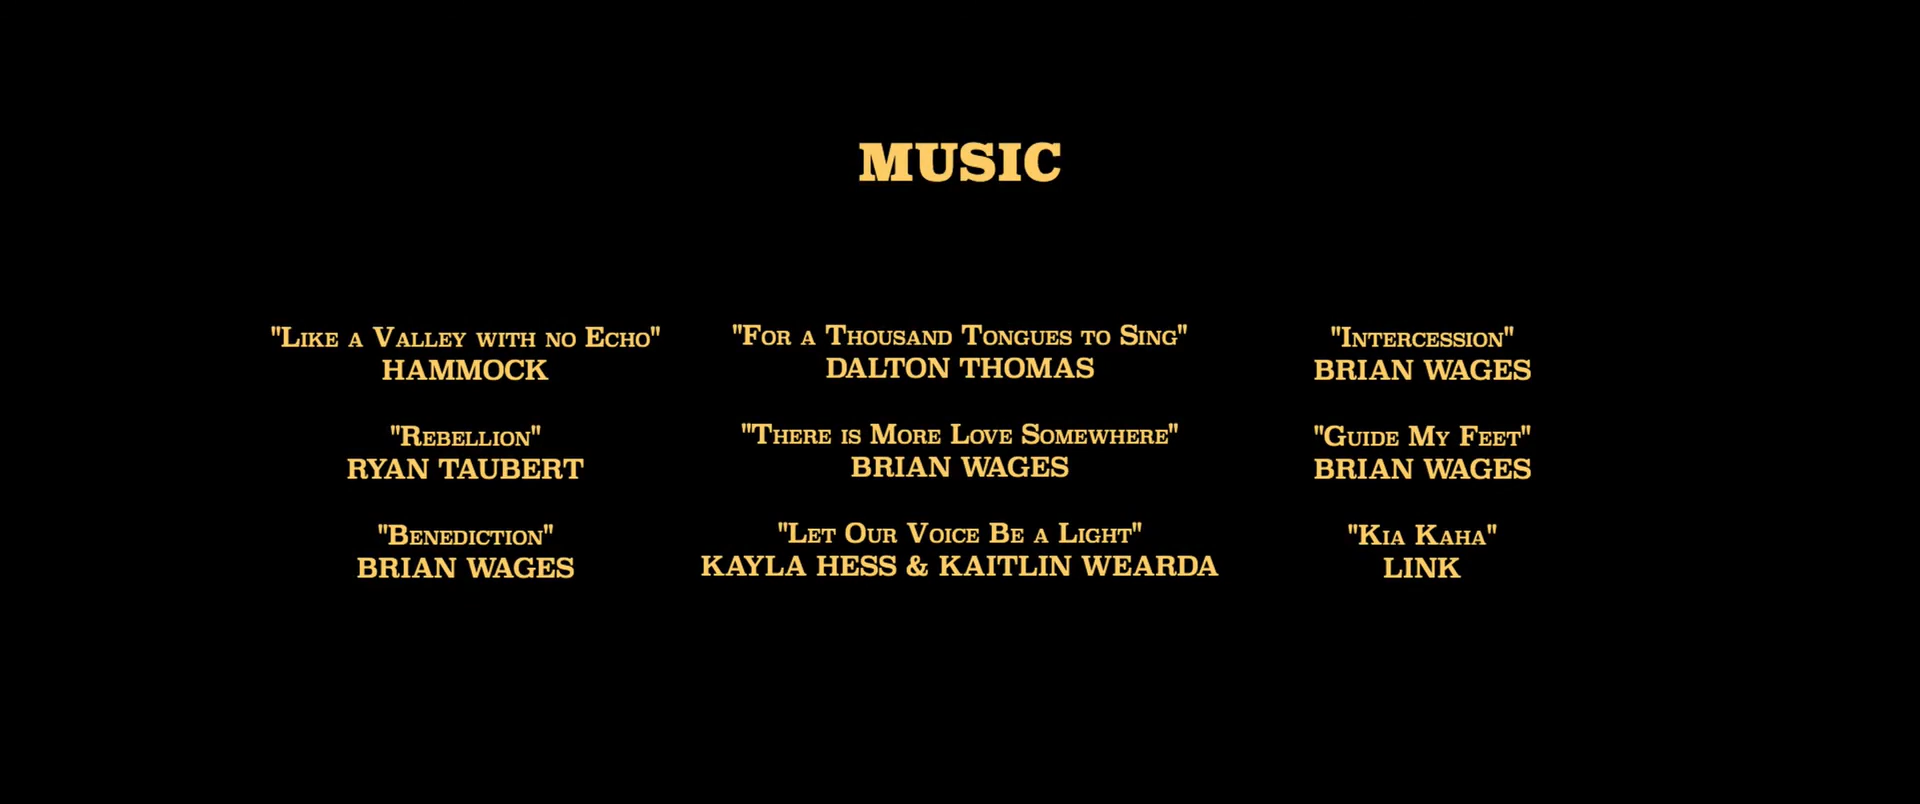 MUSIC
"Like a Valley with no Echo"
HAMMOCK
"Rebellion"
RYAN TAUBERT
"Benediction"
BRIAN WAGES
"For a Thousand Tongues to Sing"
DALTON THOMAS
"There is More Love Somewhere"
BRIAN WAGES
"Let Our Voice Be a Light"
KAYLA HESS & KAITLIN WEARDA
"Intercession"
BRIAN WAGES
"Guide My Feet"
BRIAN WAGES
"Kia Kaha"
LINK